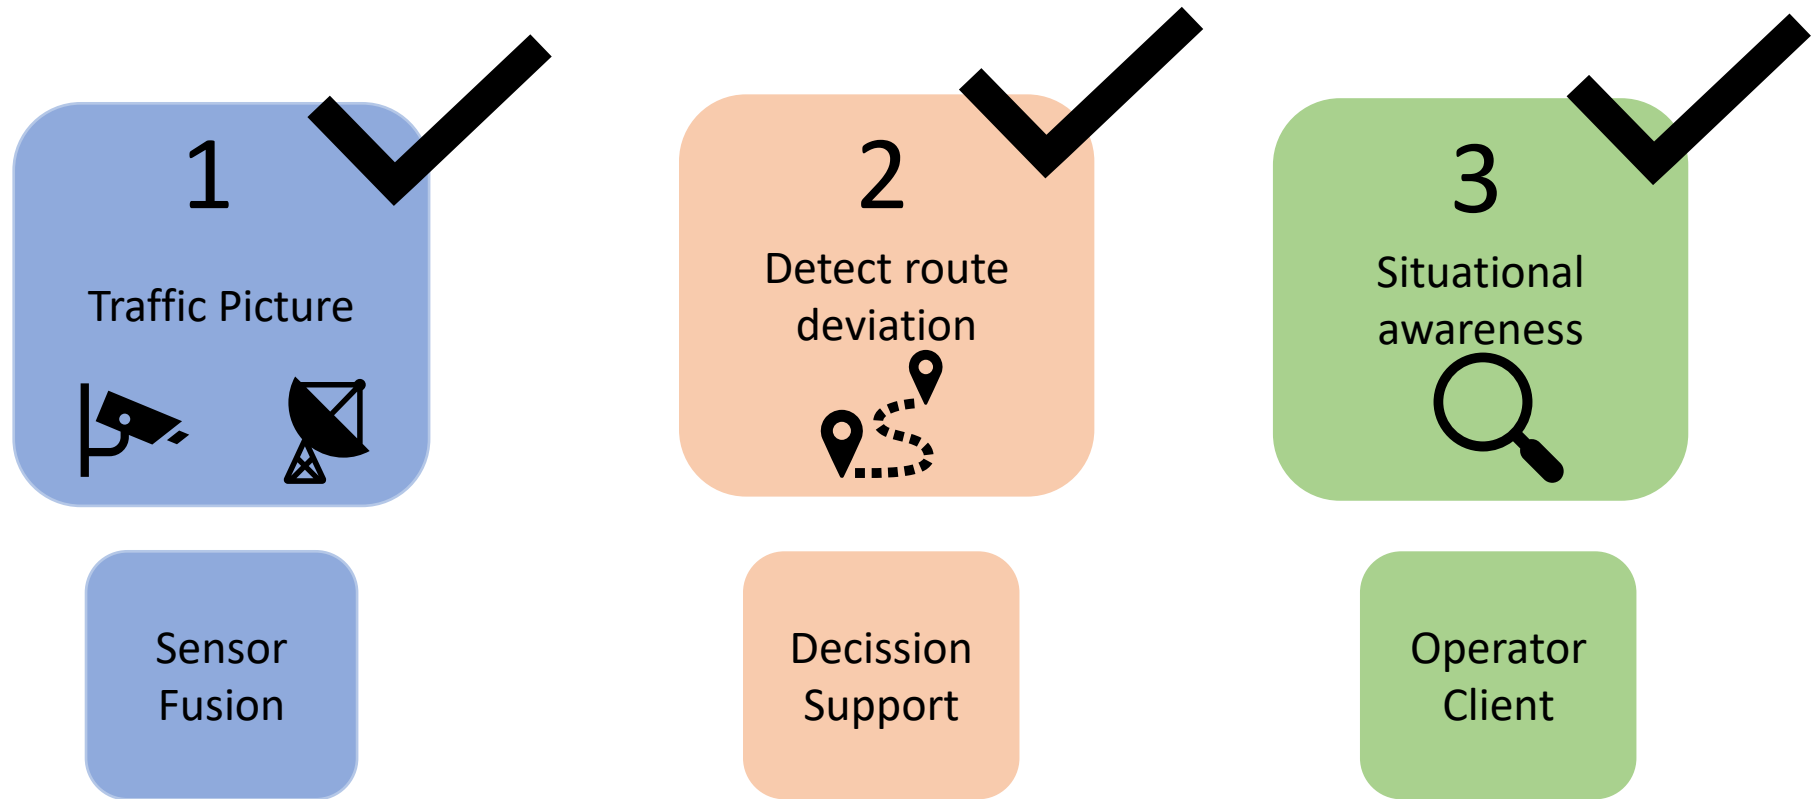 1
Traffic Picture
2
Detect route
deviation
3
Situational
awareness
Sensor
Fusion
Decission
Support
Operator
Client